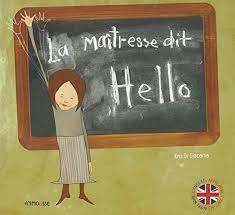 La maîtresse dit
Hello
Kris Di Giacomo